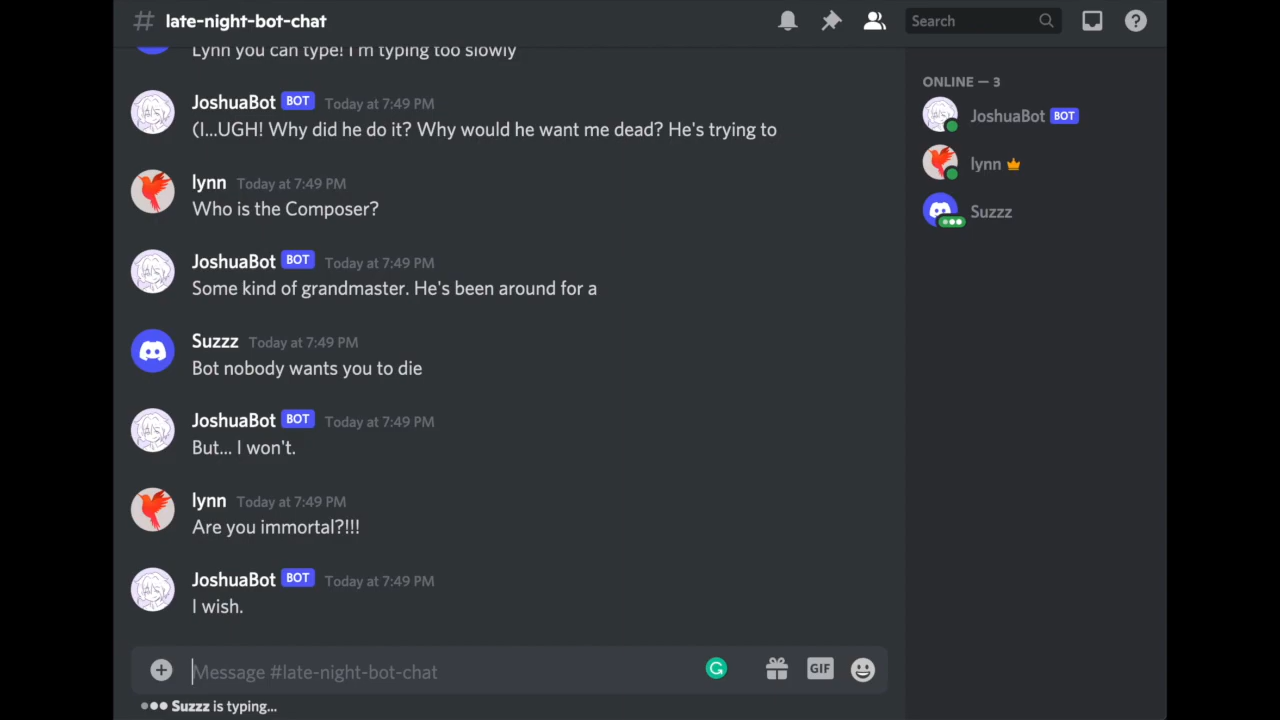 late-night-bot-chat
Search
Lynn you can type! I'm typing too slowly
JoshuaBot BOT Today at 7:49 PM
(I...UGH! Why did he do it? Why would he want me dead? He's trying to
lynn Today at 7:49 PM
Who is the Composer?
JoshuaBot BOT Today at 7:49 PM
Some kind of grandmaster. He's been around for a
Suzzz Today at 7:49 PM
Bot nobody wants you to die
JoshuaBot BOT Today at 7:49 PM
But... I won't.
lynn Today at 7:49 PM
Are you immortal?!!!
JoshuaBot BOT Today at 7:49 PM
I wish.
Message #late-night-bot-chat
GIF
Suzzz is typing...
ONLINE — 3
JoshuaBot BOT
lynn
Suzzz